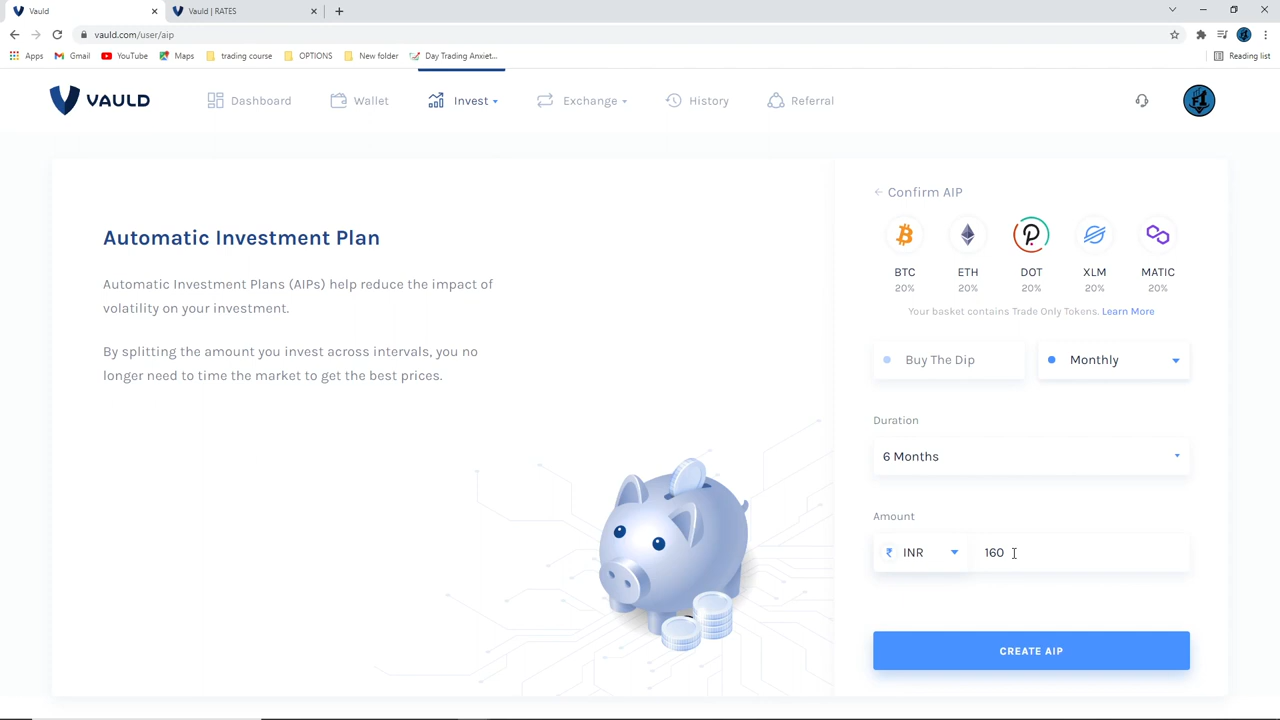 Vauld
Vauld | RATES
vauld.com/user/aip
Apps
Gmail
YouTube
Maps
trading course
OPTIONS
New folder
Day Trading Anxiet...
Reading list
VAULD
Dashboard
Wallet
Invest
Exchange
History
Referral
Automatic Investment Plan
Automatic Investment Plans (AIPs) help reduce the impact of
volatility on your investment.
By splitting the amount you invest across intervals, you no
longer need to time the market to get the best prices.
← Confirm AIP
BTC ETH DOT XLM MATIC
20% 20% 20% 20% 20%
Your basket contains Trade Only Tokens. Learn More
Buy The Dip
Monthly
Duration
6 Months
Amount
₹ INR
160
CREATE AIP